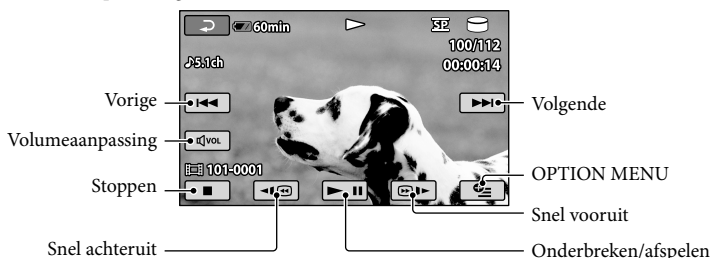 60min
SP
100/112
♪5.1ch
00:00:14
Vorige
Volgende
Volumeaanpassing
VOL
101-0001
Stoppen
OPTION MENU
Snel vooruit
Snel achteruit
Onderbreken/afspelen